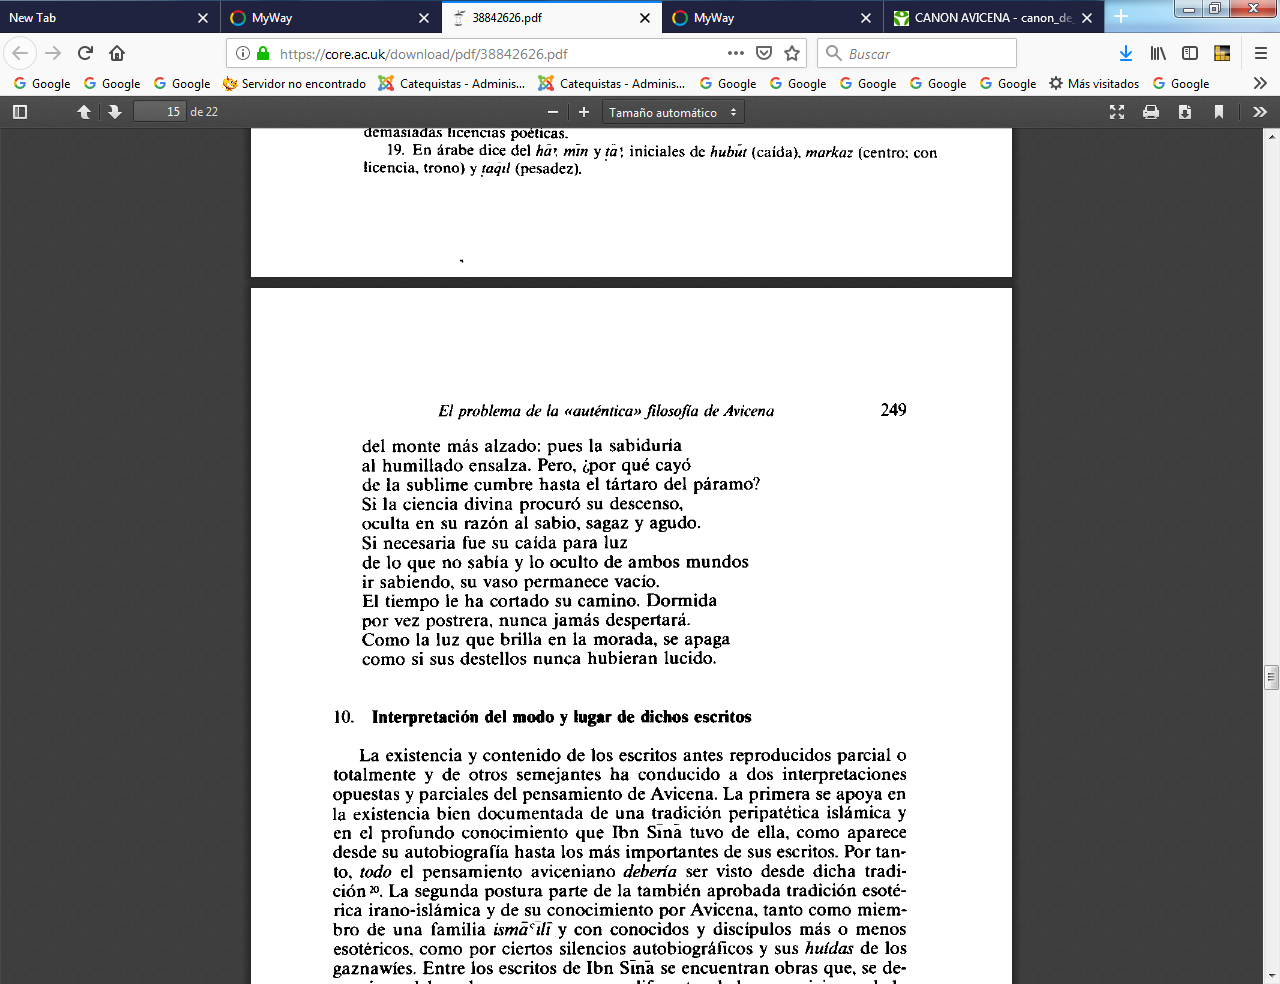 New Tab
MyWay
38842626.pdf
MyWay
CANON AVICENA - canon_de
https://core.ac.uk/download/pdf/38842626.pdf
Buscar
Google
Google
Google
Servidor no encontrado
Catequistas - Adminis...
Catequistas - Adminis...
Google
Google
Google
Google
Google
Más visitados
Google
15
de 22
Tamaño automático
demasiadas licencias poéticas.
19. En árabe dice del hā', mīn y ṯā', iniciales de hubūt (caída), markaz (centro; con
licencia, trono) y ṯaqīl (pesadez).
El problema de la «auténtica» filosofía de Avicena
249
del monte más alzado: pues la sabiduría
al humillado ensalza. Pero, ¿por qué cayó
de la sublime cumbre hasta el tártaro del páramo?
Si la ciencia divina procuró su descenso,
oculta en su razón al sabio, sagaz y agudo.
Si necesaria fue su caída para luz
de lo que no sabía y lo oculto de ambos mundos
ir sabiendo, su vaso permanece vacío.
El tiempo le ha cortado su camino. Dormida
por vez postrera, nunca jamás despertará.
Como la luz que brilla en la morada, se apaga
como si sus destellos nunca hubieran lucido.
10. Interpretación del modo y lugar de dichos escritos
La existencia y contenido de los escritos antes reproducidos parcial o
totalmente y de otros semejantes ha conducido a dos interpretaciones
opuestas y parciales del pensamiento de Avicena. La primera se apoya en
la existencia bien documentada de una tradición peripatética islámica y
en el profundo conocimiento que Ibn Sīnā tuvo de ella, como aparece
desde su autobiografía hasta los más importantes de sus escritos. Por tan-
to, todo el pensamiento aviceniano debería ser visto desde dicha tradi-
ción 20. La segunda postura parte de la también aprobada tradición esoté-
rica irano-islámica y de su conocimiento por Avicena, tanto como miem-
bro de una familia ismāʿīlī y con conocidos y discípulos más o menos
esotéricos, como por ciertos silencios autobiográficos y sus huídas de los
gaznawíes. Entre los escritos de Ibn Sīnā se encuentran obras que, se de-